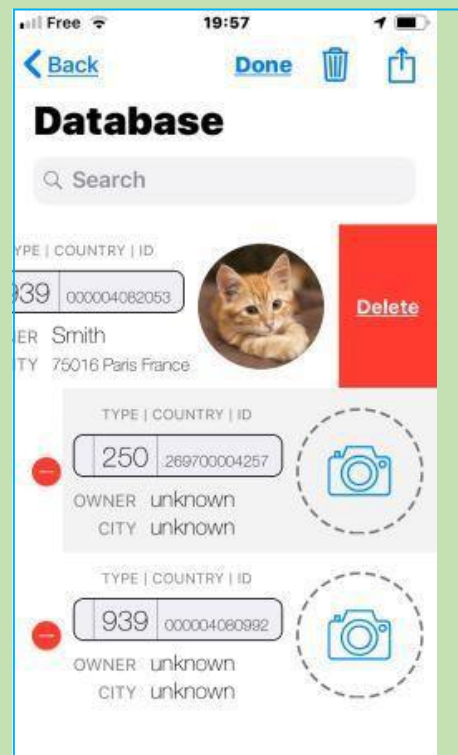 Free 19:57
Back Done
Database
Search
YPE | COUNTRY | ID
939 000004082053
Delete
ER Smith
TY 75016 Paris France
TYPE | COUNTRY | ID
250 269700004257
OWNER unknown
CITY unknown
TYPE | COUNTRY | ID
939 000004080992
OWNER unknown
CITY unknown